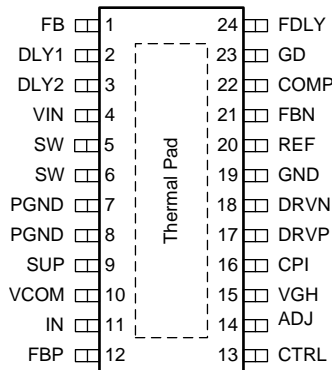 FB 1 24 FDLY
DLY1 2 23 GD
DLY2 3 22 COMP
VIN 4 21 FBN
SW 5 20 REF
SW 6 19 GND
PGND 7 18 DRVN
PGND 8 17 DRVP
SUP 9 16 CPI
VCOM 10 15 VGH
IN 11 14 ADJ
FBP 12 13 CTRL
Thermal Pad